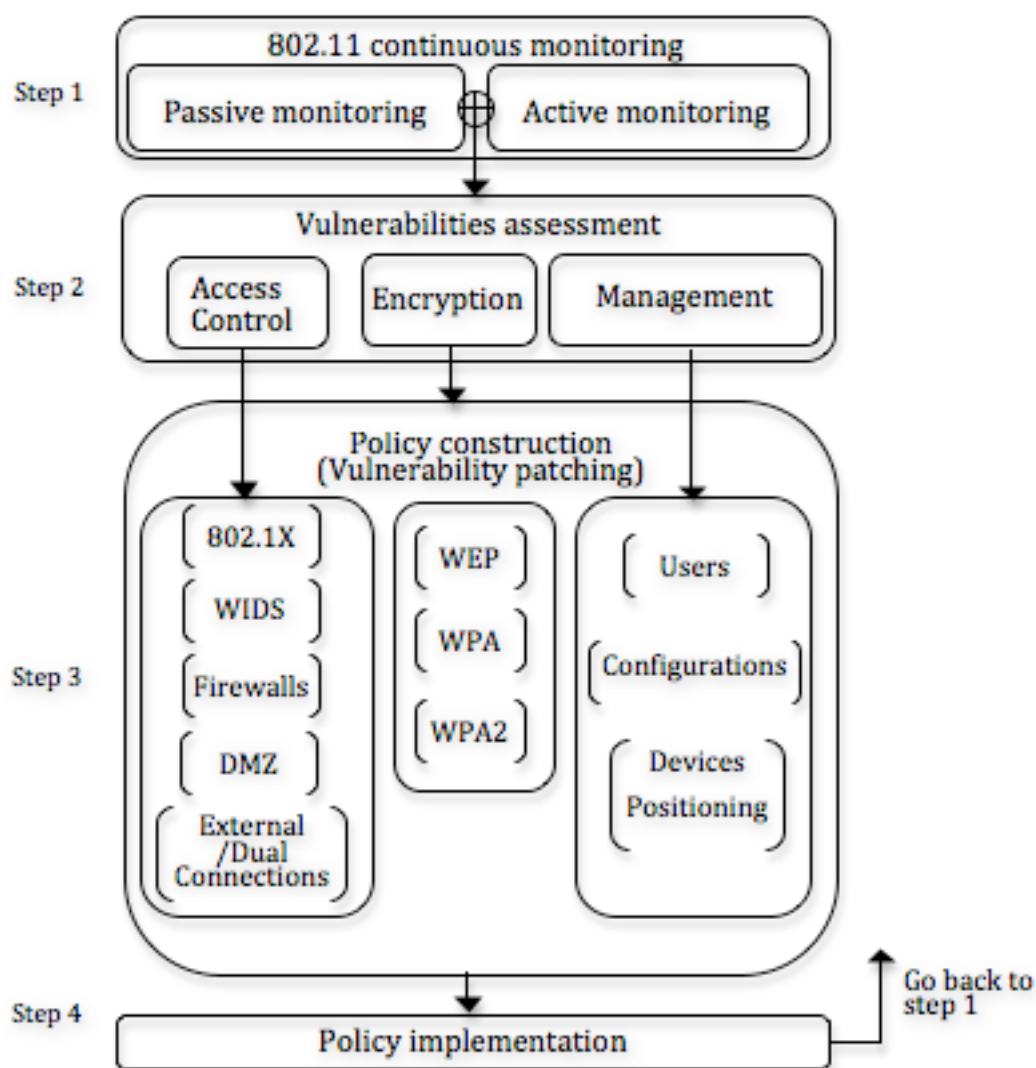 802.11 continuous monitoring
Step 1
Passive monitoring
Active monitoring
Vulnerabilities assessment
Step 2
Access
Control
Encryption
Management
Policy construction
(Vulnerability patching)
Step 3
802.1X
WIDS
Firewalls
DMZ
External
/Dual
Connections
WEP
WPA
WPA2
Users
Configurations
Devices
Positioning
Go back to
step 1
Step 4
Policy implementation